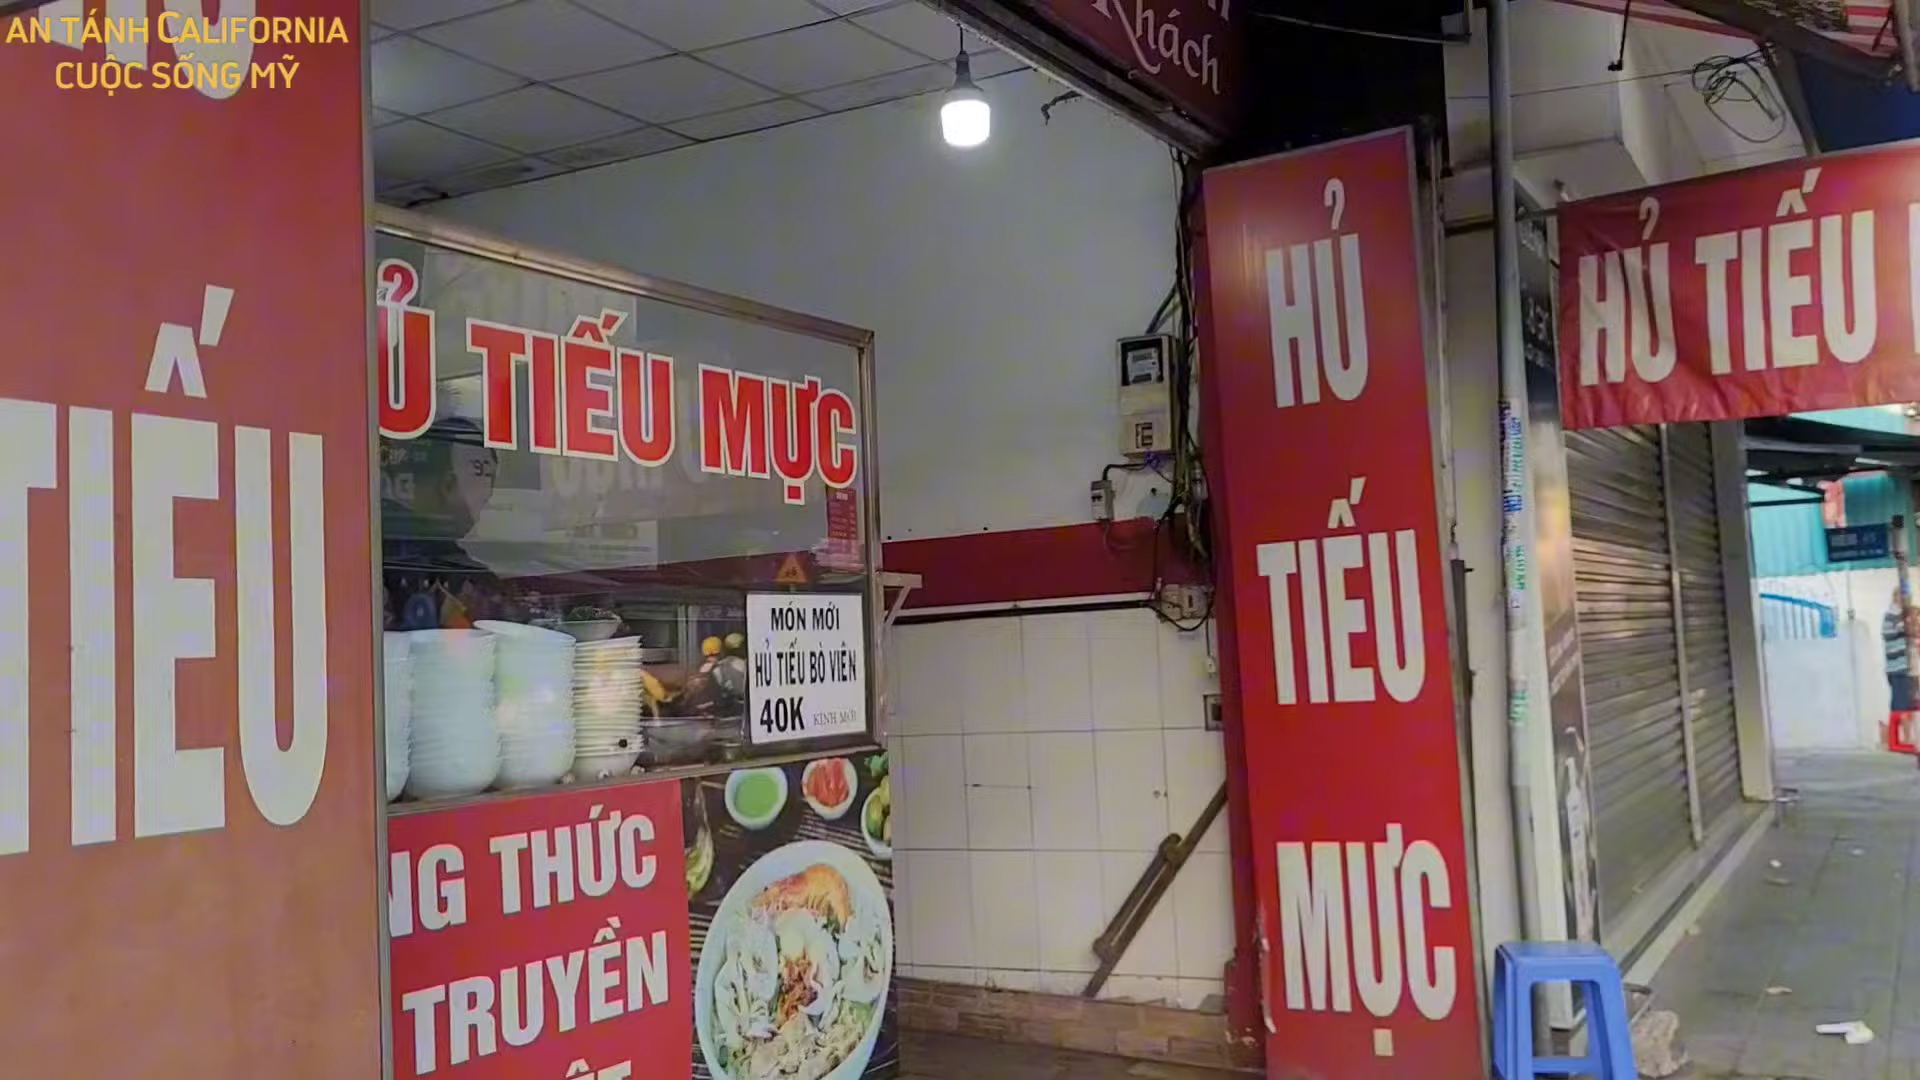 AN TÁNH CALIFORNIA
CUỘC SỐNG MỸ
TIẾU
Ủ TIẾU MỰC
MÓN MỚI
HỦ TIẾU BÒ VIÊN
40K KÍNH MỜI
NG THỨC
TRUYỀN
Khách
HỦ
TIẾU
MỰC
HỦ TIẾU